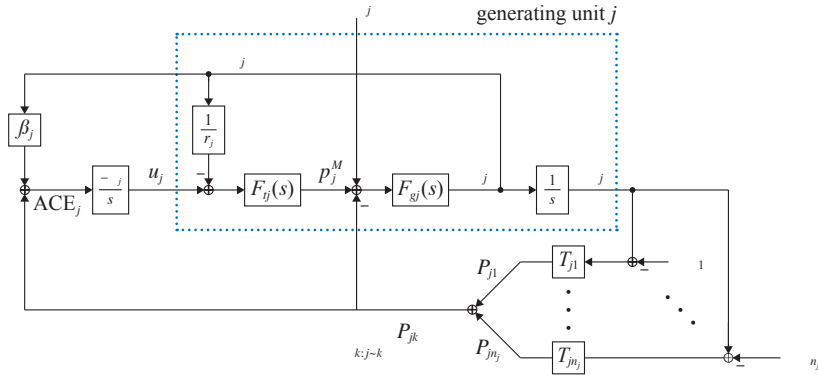 j
generating unit j
j
β_j
1
r_j
−
− j
s
u_j
F_tj(s)
p_j^M
F_gj(s)
j
1
s
j
ACE_j
−
P_j1
T_j1
−
1
P_jk
k:j~k
P_jn_j
T_jn_j
−
n_j